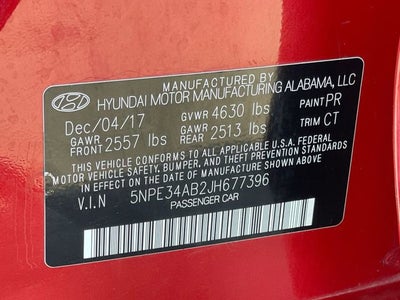 MANUFACTURED BY
HYUNDAI MOTOR MANUFACTURING ALABAMA, LLC
Dec/04/17 GVWR 4630 lbs PAINT PR
GAWR FRONT 2557 lbs GAWR REAR 2513 lbs TRIM CT
THIS VEHICLE CONFORMS TO ALL APPLICABLE U.S.A FEDERAL
MOTOR VEHICLE SAFETY, BUMPER, AND THEFT PREVENTION
STANDARDS IN EFFECT ON THE DATE OF MANUFACTURE SHOWN
ABOVE.
V.I.N 5NPE34AB2JH677396
PASSENGER CAR